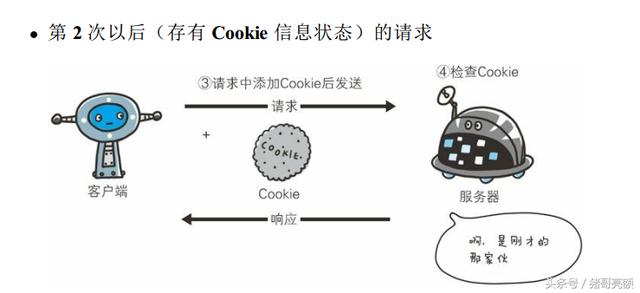 ● 第 2 次以后（存有 Cookie 信息状态）的请求
③请求中添加Cookie后发送
④检查Cookie
请求
+
COOKIE.
客户端
Cookie
服务器
响应
啊，是刚才的
那家伙
头条号 / 猪哥亮额